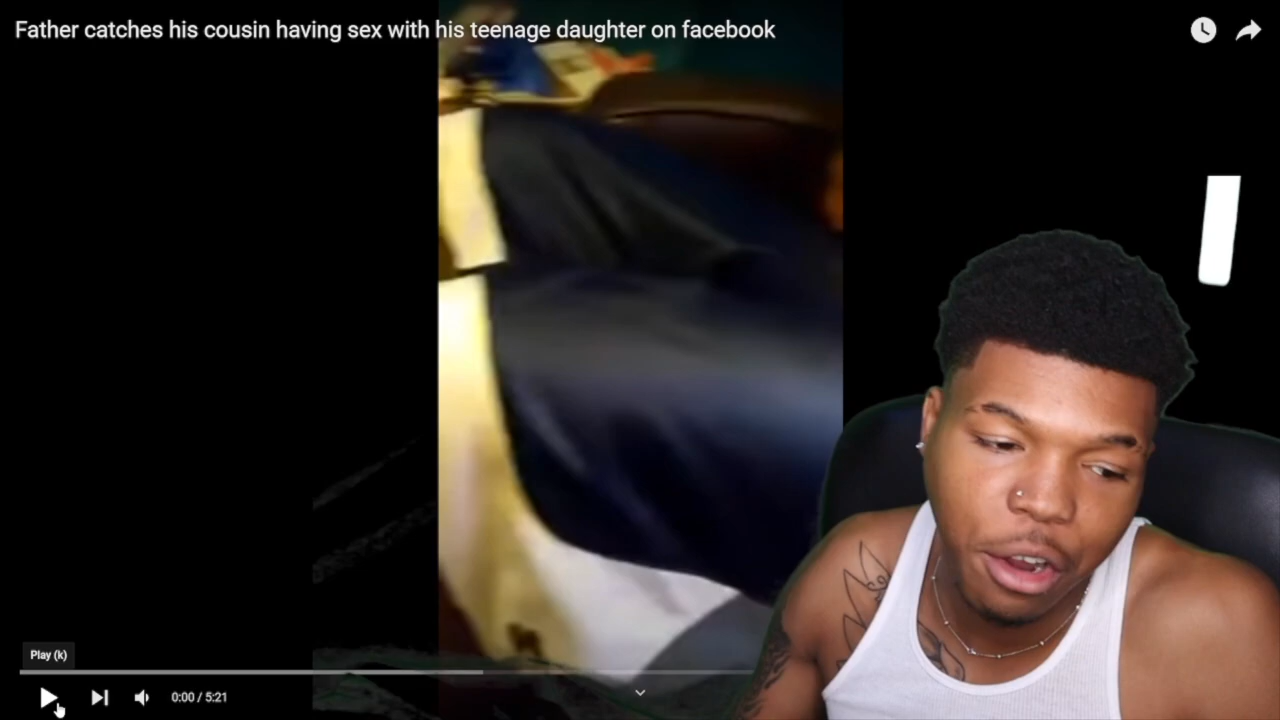 Father catches his cousin having sex with his teenage daughter on facebook
Play (k)
0:00 / 5:21